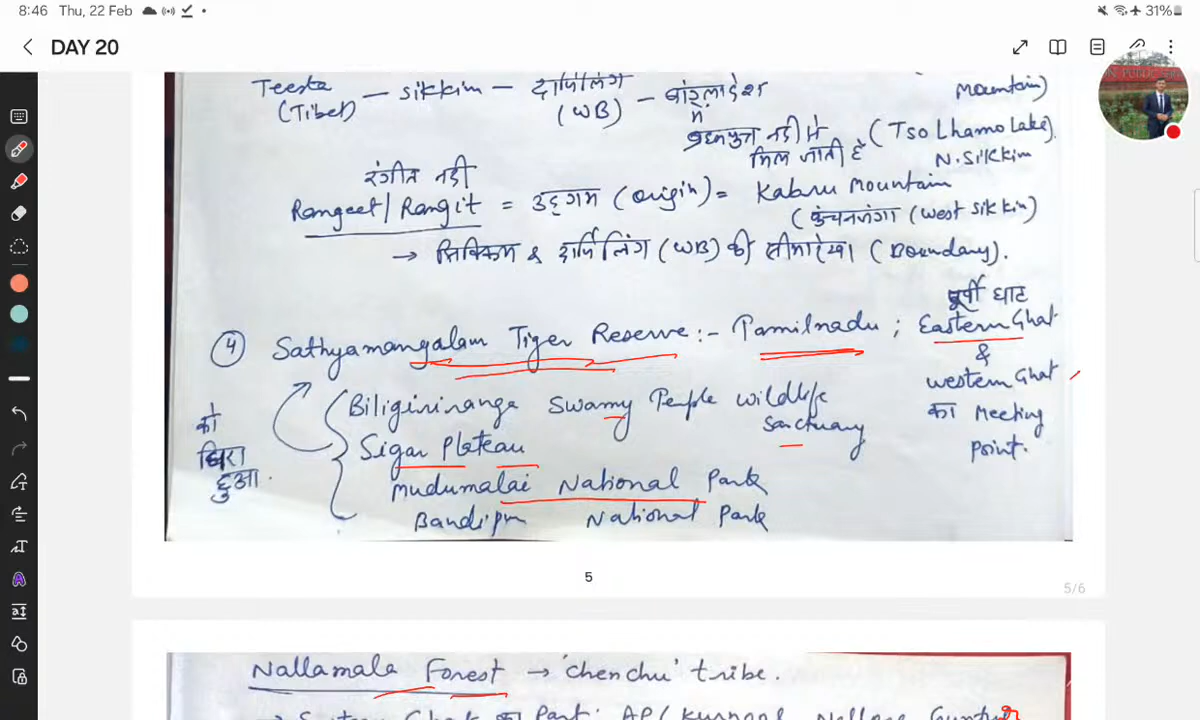 8:46 Thu, 22 Feb
31%
DAY 20
Teesta — Sikkim — दार्जिलिंग — बांग्लादेश Mountain)
(Tibet) (WB) में
ब्रह्मपुत्र नदी में (Tso Lhamo Lake).
मिल जाती है N. Sikkim
रंगीत नदी
Rangeet/Rangit = उद्गम (origin) = Kabru Mountain
(कंचनजंगा (west Sikkim)
→ सिक्किम & दार्जिलिंग (WB) की सीमारेखा (Boundary).
पूर्वी घाट
④ Sathyamangalam Tiger Reserve :- Tamilnadu ; Eastern Ghat
&
Western Ghat
का Meeting
Point.
को
घिरा
हुआ.
Biligiriranga Swamy Temple wildlife
Sanctuary
Sigar Plateau
Mudumalai National Park
Bandipur National Park
5
5/6
Nallamala Forest → 'chenchu' tribe.